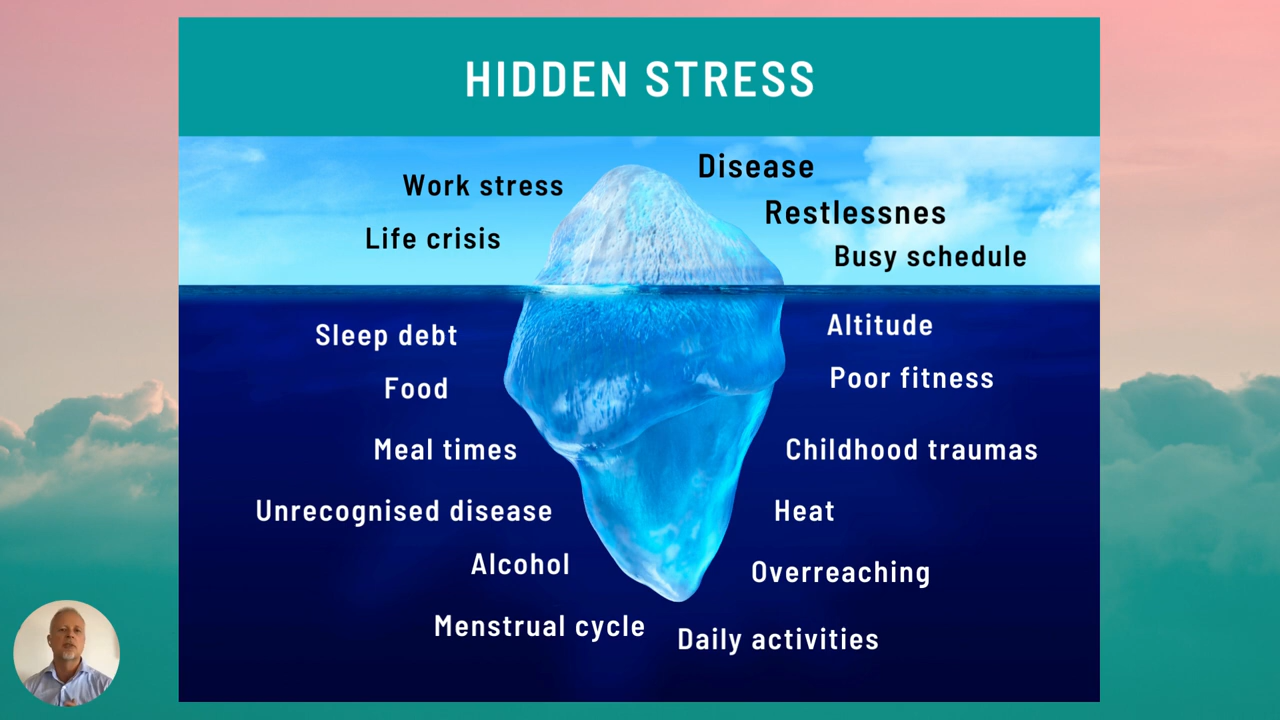 HIDDEN STRESS
Work stress
Life crisis
Disease
Restlessnes
Busy schedule
Sleep debt
Food
Meal times
Unrecognised disease
Alcohol
Menstrual cycle
Altitude
Poor fitness
Childhood traumas
Heat
Overreaching
Daily activities